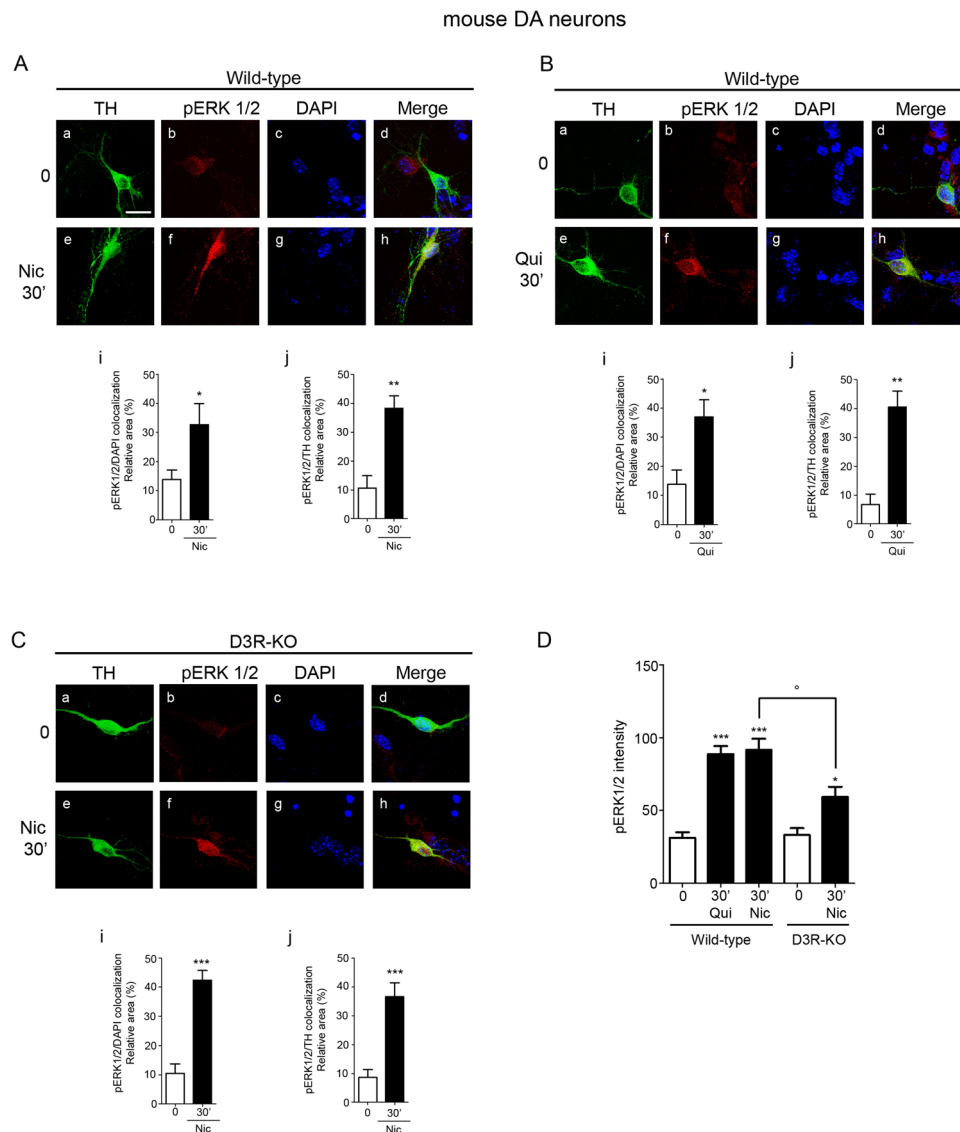 mouse DA neurons
A
Wild-type
TH pERK 1/2 DAPI Merge
0
a b c d
Nic
30'
e f g h
i
pERK1/2/DAPI colocalization
Relative area (%)
50
40
30
20
10
0
*
0 30'
Nic
j
pERK1/2/TH colocalization
Relative area (%)
50
40
30
20
10
0
**
0 30'
Nic
B
Wild-type
TH pERK 1/2 DAPI Merge
0
a b c d
Qui
30'
e f g h
i
pERK1/2/DAPI colocalization
Relative area (%)
50
40
30
20
10
0
*
0 30'
Qui
j
pERK1/2/TH colocalization
Relative area (%)
50
40
30
20
10
0
**
0 30'
Qui
C
D3R-KO
TH pERK 1/2 DAPI Merge
0
a b c d
Nic
30'
e f g h
i
pERK1/2/DAPI colocalization
Relative area (%)
50
40
30
20
10
0
***
0 30'
Nic
j
pERK1/2/TH colocalization
Relative area (%)
50
40
30
20
10
0
***
0 30'
Nic
D
pERK1/2 intensity
150
100
50
0
°
*** *** *
0 30' 30' 0 30'
Qui Nic Nic
Wild-type D3R-KO